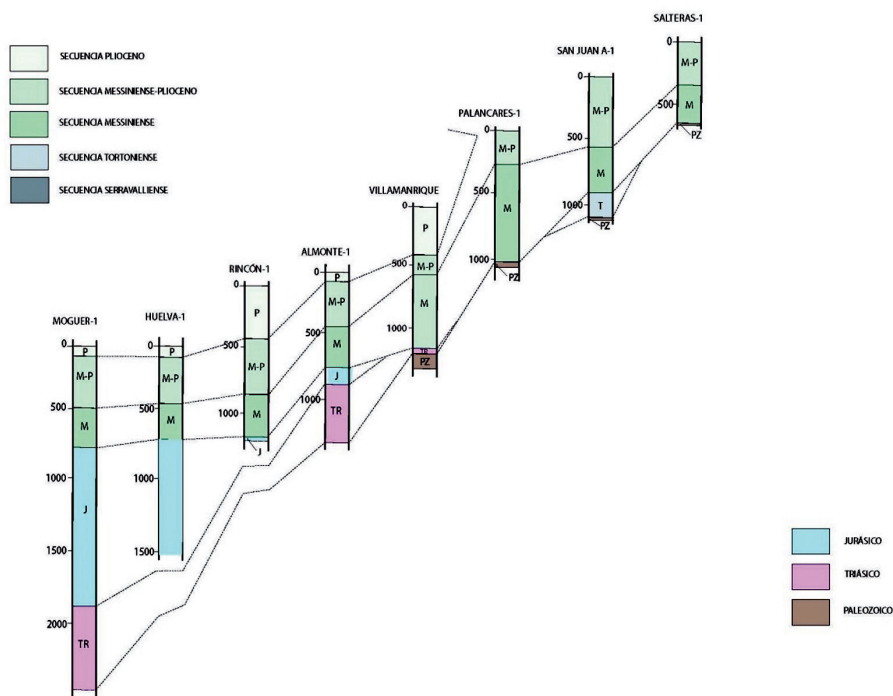 SALTERAS-1
0
M-P
M
500
PZ
SAN JUAN A-1
0
M-P
500
M
1000
T
PZ
PALANCARES-1
0
M-P
500
M
1000
PZ
VILLAMANRIQUE
0
P
500
M-P
M
1000
TR
PZ
ALMONTE-1
0
P
M-P
500
M
J
1000
TR
RINCÓN-1
0
P
500
M-P
1000
M
J
HUELVA-1
0
P
M-P
500
M
1000
1500
MOGUER-1
0
P
M-P
500
M
1000
J
1500
2000
TR
SECUENCIA PLIOCENO
SECUENCIA MESSINIENSE-PLIOCENO
SECUENCIA MESSINIENSE
SECUENCIA TORTONIENSE
SECUENCIA SERRAVALLIENSE
JURÁSICO
TRIÁSICO
PALEOZOICO